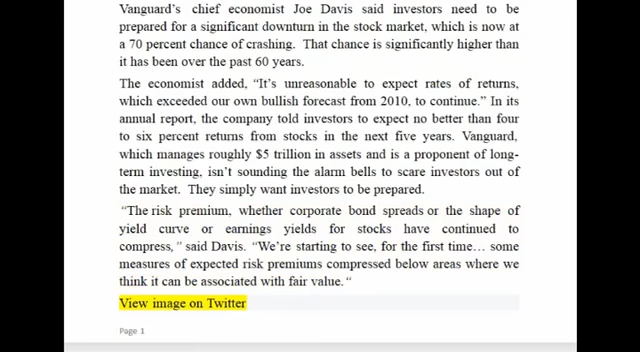 Vanguard's chief economist Joe Davis said investors need to be
prepared for a significant downturn in the stock market, which is now at
a 70 percent chance of crashing. That chance is significantly higher than
it has been over the past 60 years.
The economist added, "It's unreasonable to expect rates of returns,
which exceeded our own bullish forecast from 2010, to continue." In its
annual report, the company told investors to expect no better than four
to six percent returns from stocks in the next five years. Vanguard,
which manages roughly $5 trillion in assets and is a proponent of long-
term investing, isn't sounding the alarm bells to scare investors out of
the market. They simply want investors to be prepared.
"The risk premium, whether corporate bond spreads or the shape of
yield curve or earnings yields for stocks have continued to
compress, " said Davis. "We're starting to see, for the first time… some
measures of expected risk premiums compressed below areas where we
think it can be associated with fair value. "
View image on Twitter
Page 1